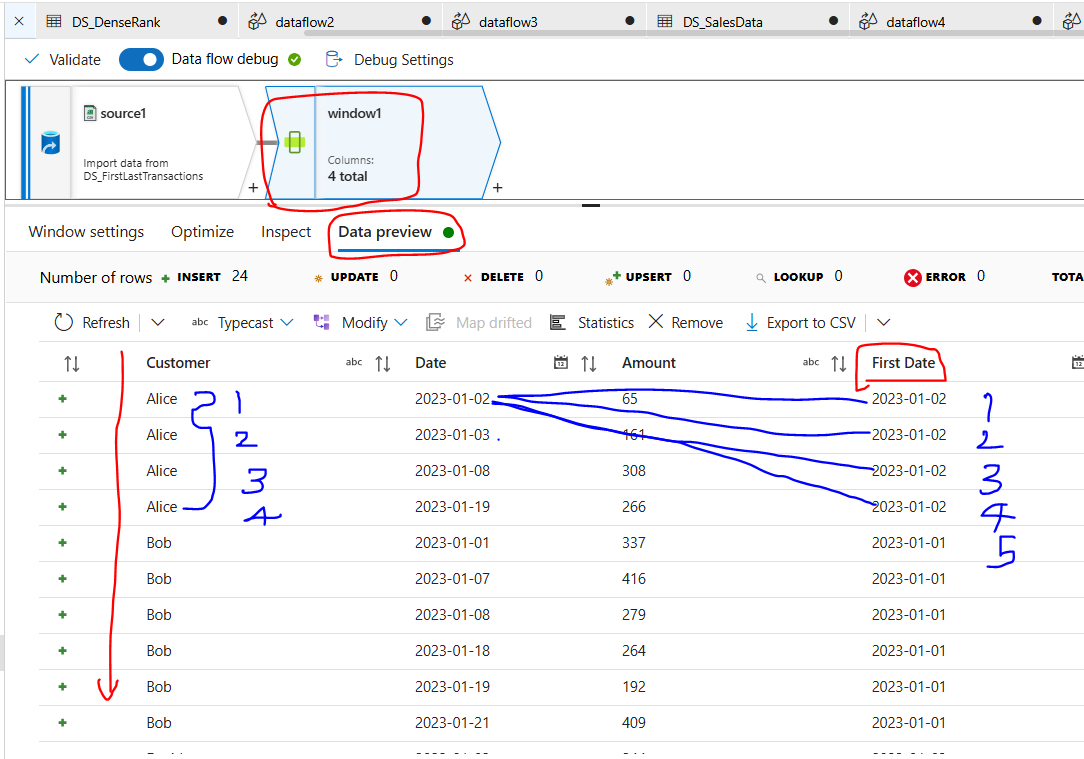 DS_DenseRank dataflow2 dataflow3 DS_SalesData dataflow4
Validate Data flow debug Debug Settings
source1
Import data from
DS_FirstLastTransactions
+
window1
Columns:
4 total
+
Window settings Optimize Inspect Data preview
Number of rows INSERT 24 UPDATE 0 DELETE 0 UPSERT 0 LOOKUP 0 ERROR 0 TOTA
Refresh abc Typecast Modify Map drifted Statistics Remove Export to CSV
Customer abc Date 12 Amount abc First Date 12
Alice 1 2023-01-02 65 2023-01-02 1
Alice 2 2023-01-03 161 2023-01-02 2
Alice 3 2023-01-08 308 2023-01-02 3
Alice 4 2023-01-19 266 2023-01-02 4
Bob 2023-01-01 337 2023-01-01 5
Bob 2023-01-07 416 2023-01-01
Bob 2023-01-08 279 2023-01-01
Bob 2023-01-18 264 2023-01-01
Bob 2023-01-19 192 2023-01-01
Bob 2023-01-21 409 2023-01-01